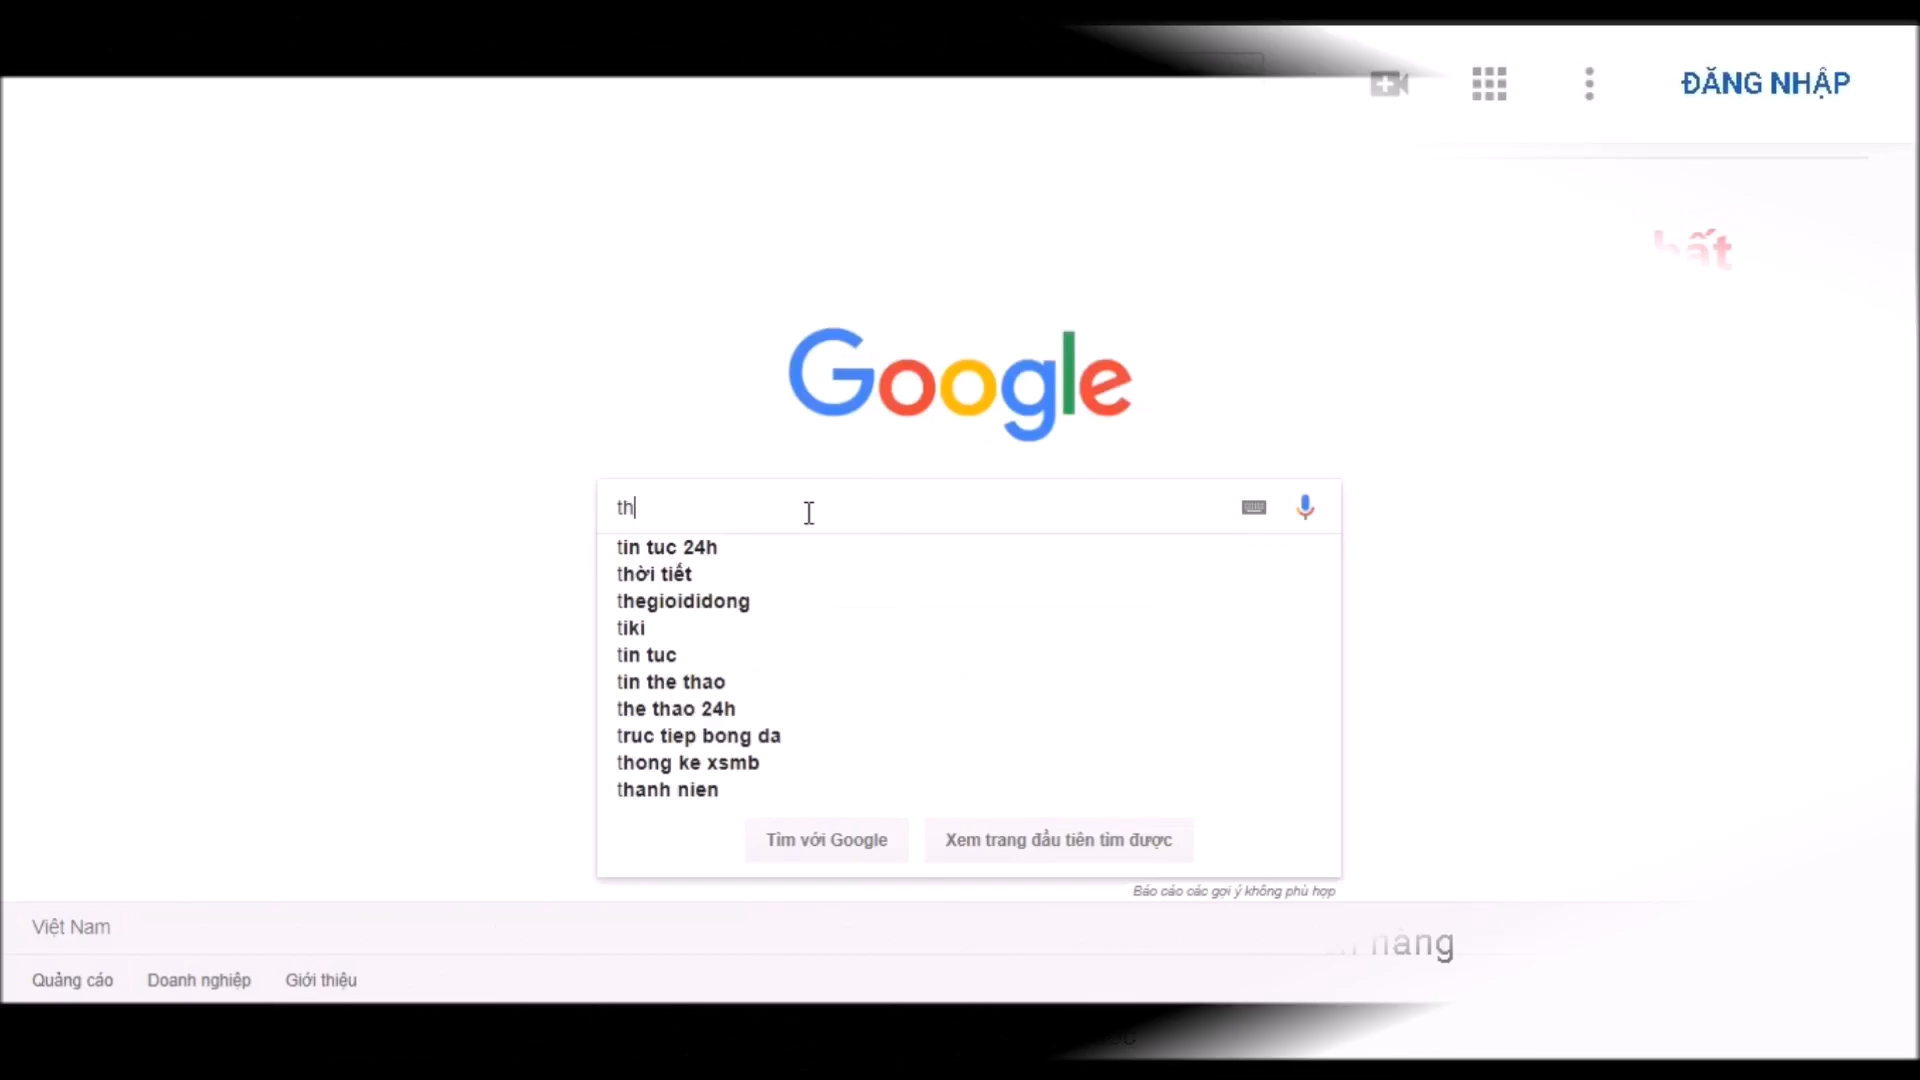 ĐĂNG NHẬP
Google
th
tin tuc 24h
thời tiết
thegioididong
tiki
tin tuc
tin the thao
the thao 24h
truc tiep bong da
thong ke xsmb
thanh nien
Tìm với Google
Xem trang đầu tiên tìm được
Báo cáo các gợi ý không phù hợp
Việt Nam
Quảng cáo
Doanh nghiệp
Giới thiệu